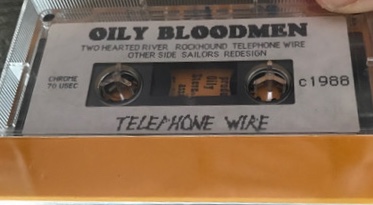 OILY BLOODMEN
TWO HEARTED RIVER ROCKHOUND TELEPHONE WIRE
OTHER SIDE SAILORS REDESIGN
CHROME
70 USEC
c1988
TELEPHONE WIRE